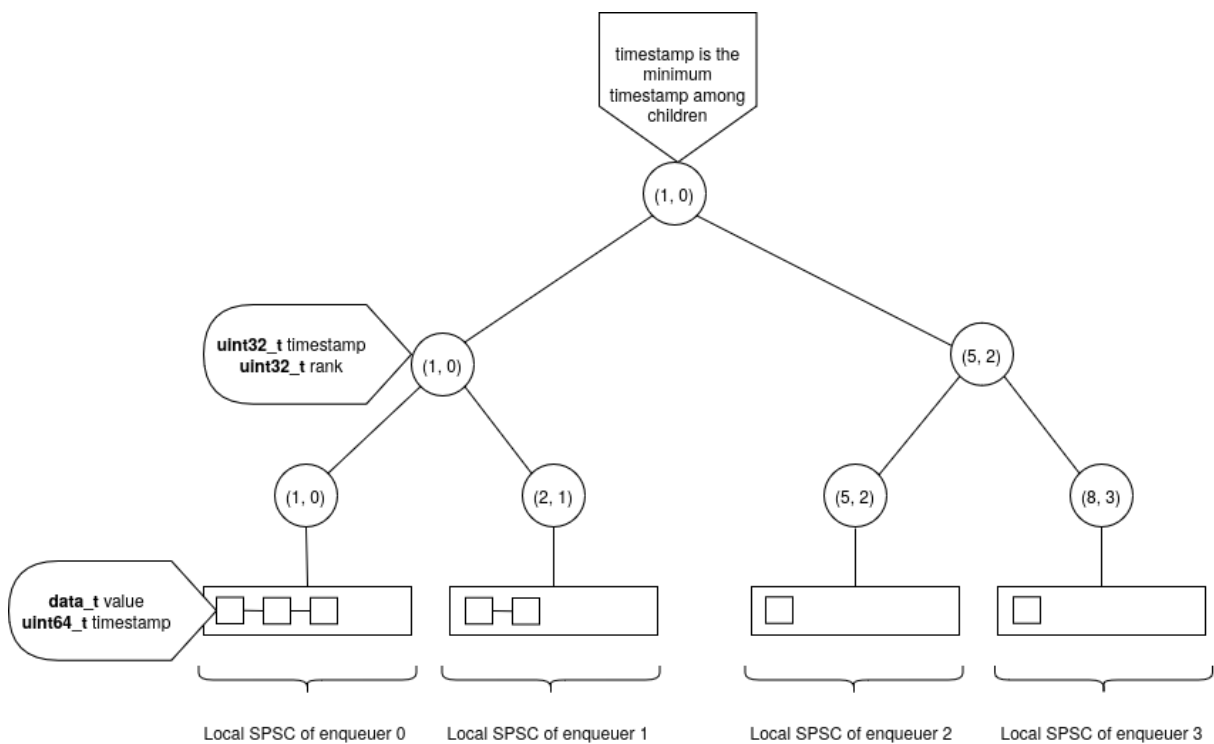 timestamp is the
minimum
timestamp among
children
(1, 0)
uint32_t timestamp
uint32_t rank
(1, 0)
(5, 2)
(1, 0)
(2, 1)
(5, 2)
(8, 3)
data_t value
uint64_t timestamp
Local SPSC of enqueuer 0
Local SPSC of enqueuer 1
Local SPSC of enqueuer 2
Local SPSC of enqueuer 3